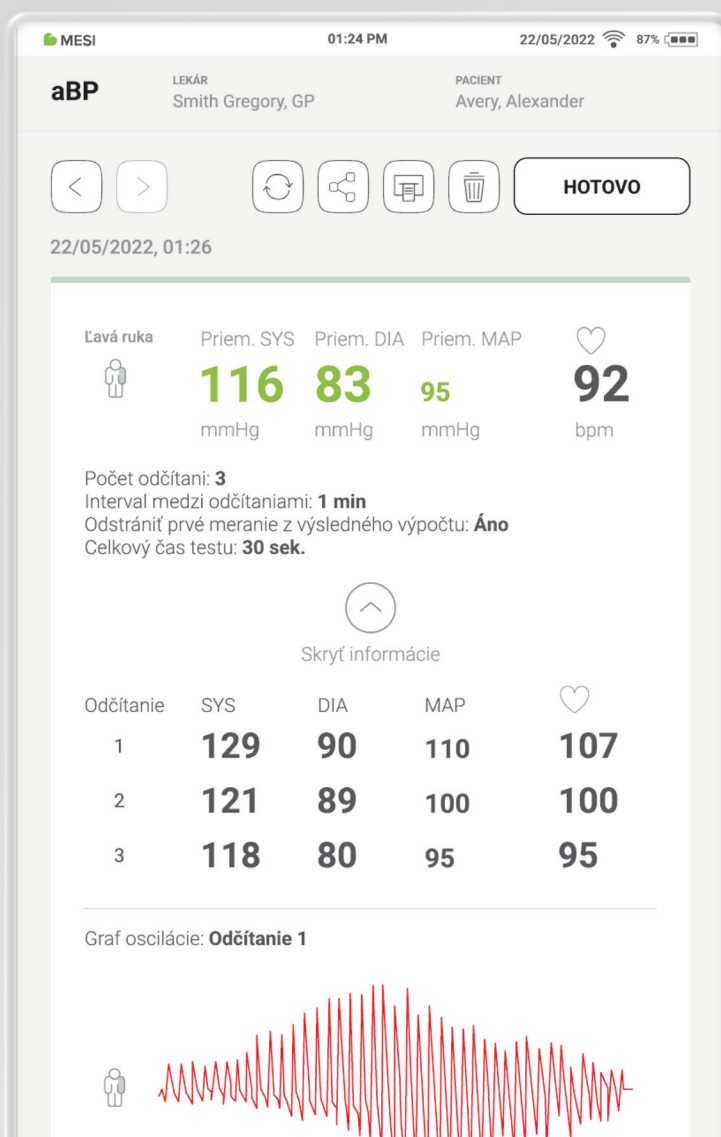 MESI 01:24 PM 22/05/2022 87%
aBP
LEKÁR PACIENT
Smith Gregory, GP Avery, Alexander
HOTOVO
22/05/2022, 01:26
Ľavá ruka Priem. SYS Priem. DIA Priem. MAP
116 83 95 92
mmHg mmHg mmHg bpm
Počet odčítani: 3
Interval medzi odčítaniami: 1 min
Odstrániť prvé meranie z výsledného výpočtu: Áno
Celkový čas testu: 30 sek.
Skryť informácie
Odčítanie SYS DIA MAP
1 129 90 110 107
2 121 89 100 100
3 118 80 95 95
Graf oscilácie: Odčítanie 1